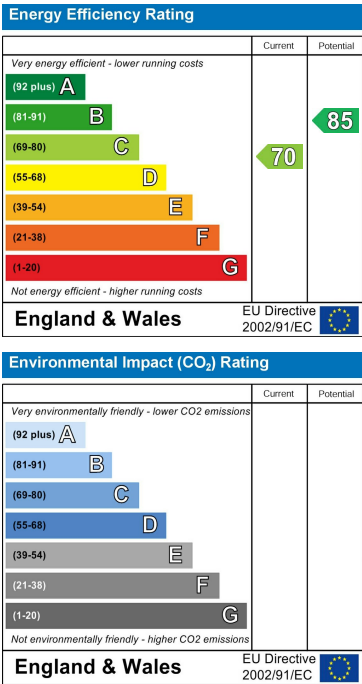 Energy Efficiency Rating
Current Potential
Very energy efficient - lower running costs
(92 plus) A
(81-91) B
(69-80) C
(55-68) D
(39-54) E
(21-38) F
(1-20) G
70
85
Not energy efficient - higher running costs
England & Wales
EU Directive
2002/91/EC
Environmental Impact (CO₂) Rating
Current Potential
Very environmentally friendly - lower CO2 emissions
(92 plus) A
(81-91) B
(69-80) C
(55-68) D
(39-54) E
(21-38) F
(1-20) G
Not environmentally friendly - higher CO2 emissions
England & Wales
EU Directive
2002/91/EC